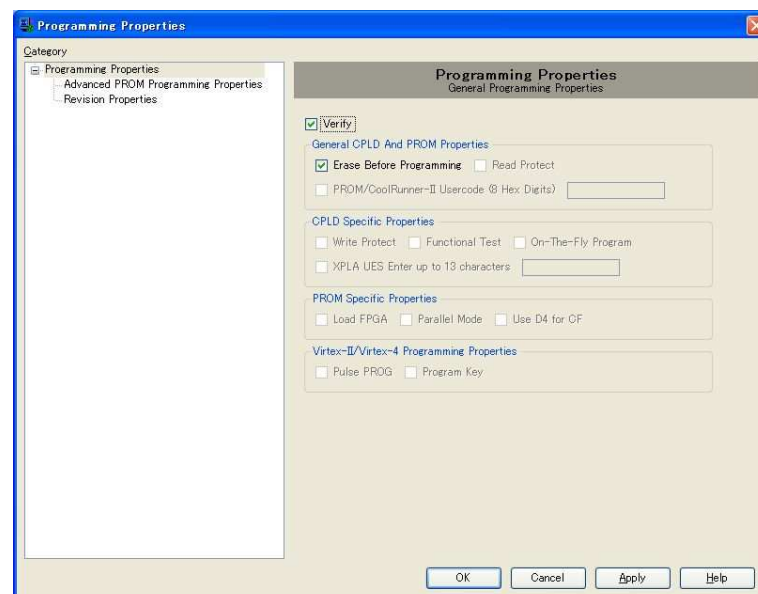 Programming Properties
Category
Programming Properties
Advanced PROM Programming Properties
Revision Properties
Programming Properties
General Programming Properties
Verify
General CPLD And PROM Properties
Erase Before Programming Read Protect
PROM/CoolRunner-II Usercode (8 Hex Digits)
CPLD Specific Properties
Write Protect Functional Test On-The-Fly Program
XPLA UES Enter up to 13 characters
PROM Specific Properties
Load FPGA Parallel Mode Use D4 for CF
Virtex-II/Virtex-4 Programming Properties
Pulse PROG Program Key
OK Cancel Apply Help